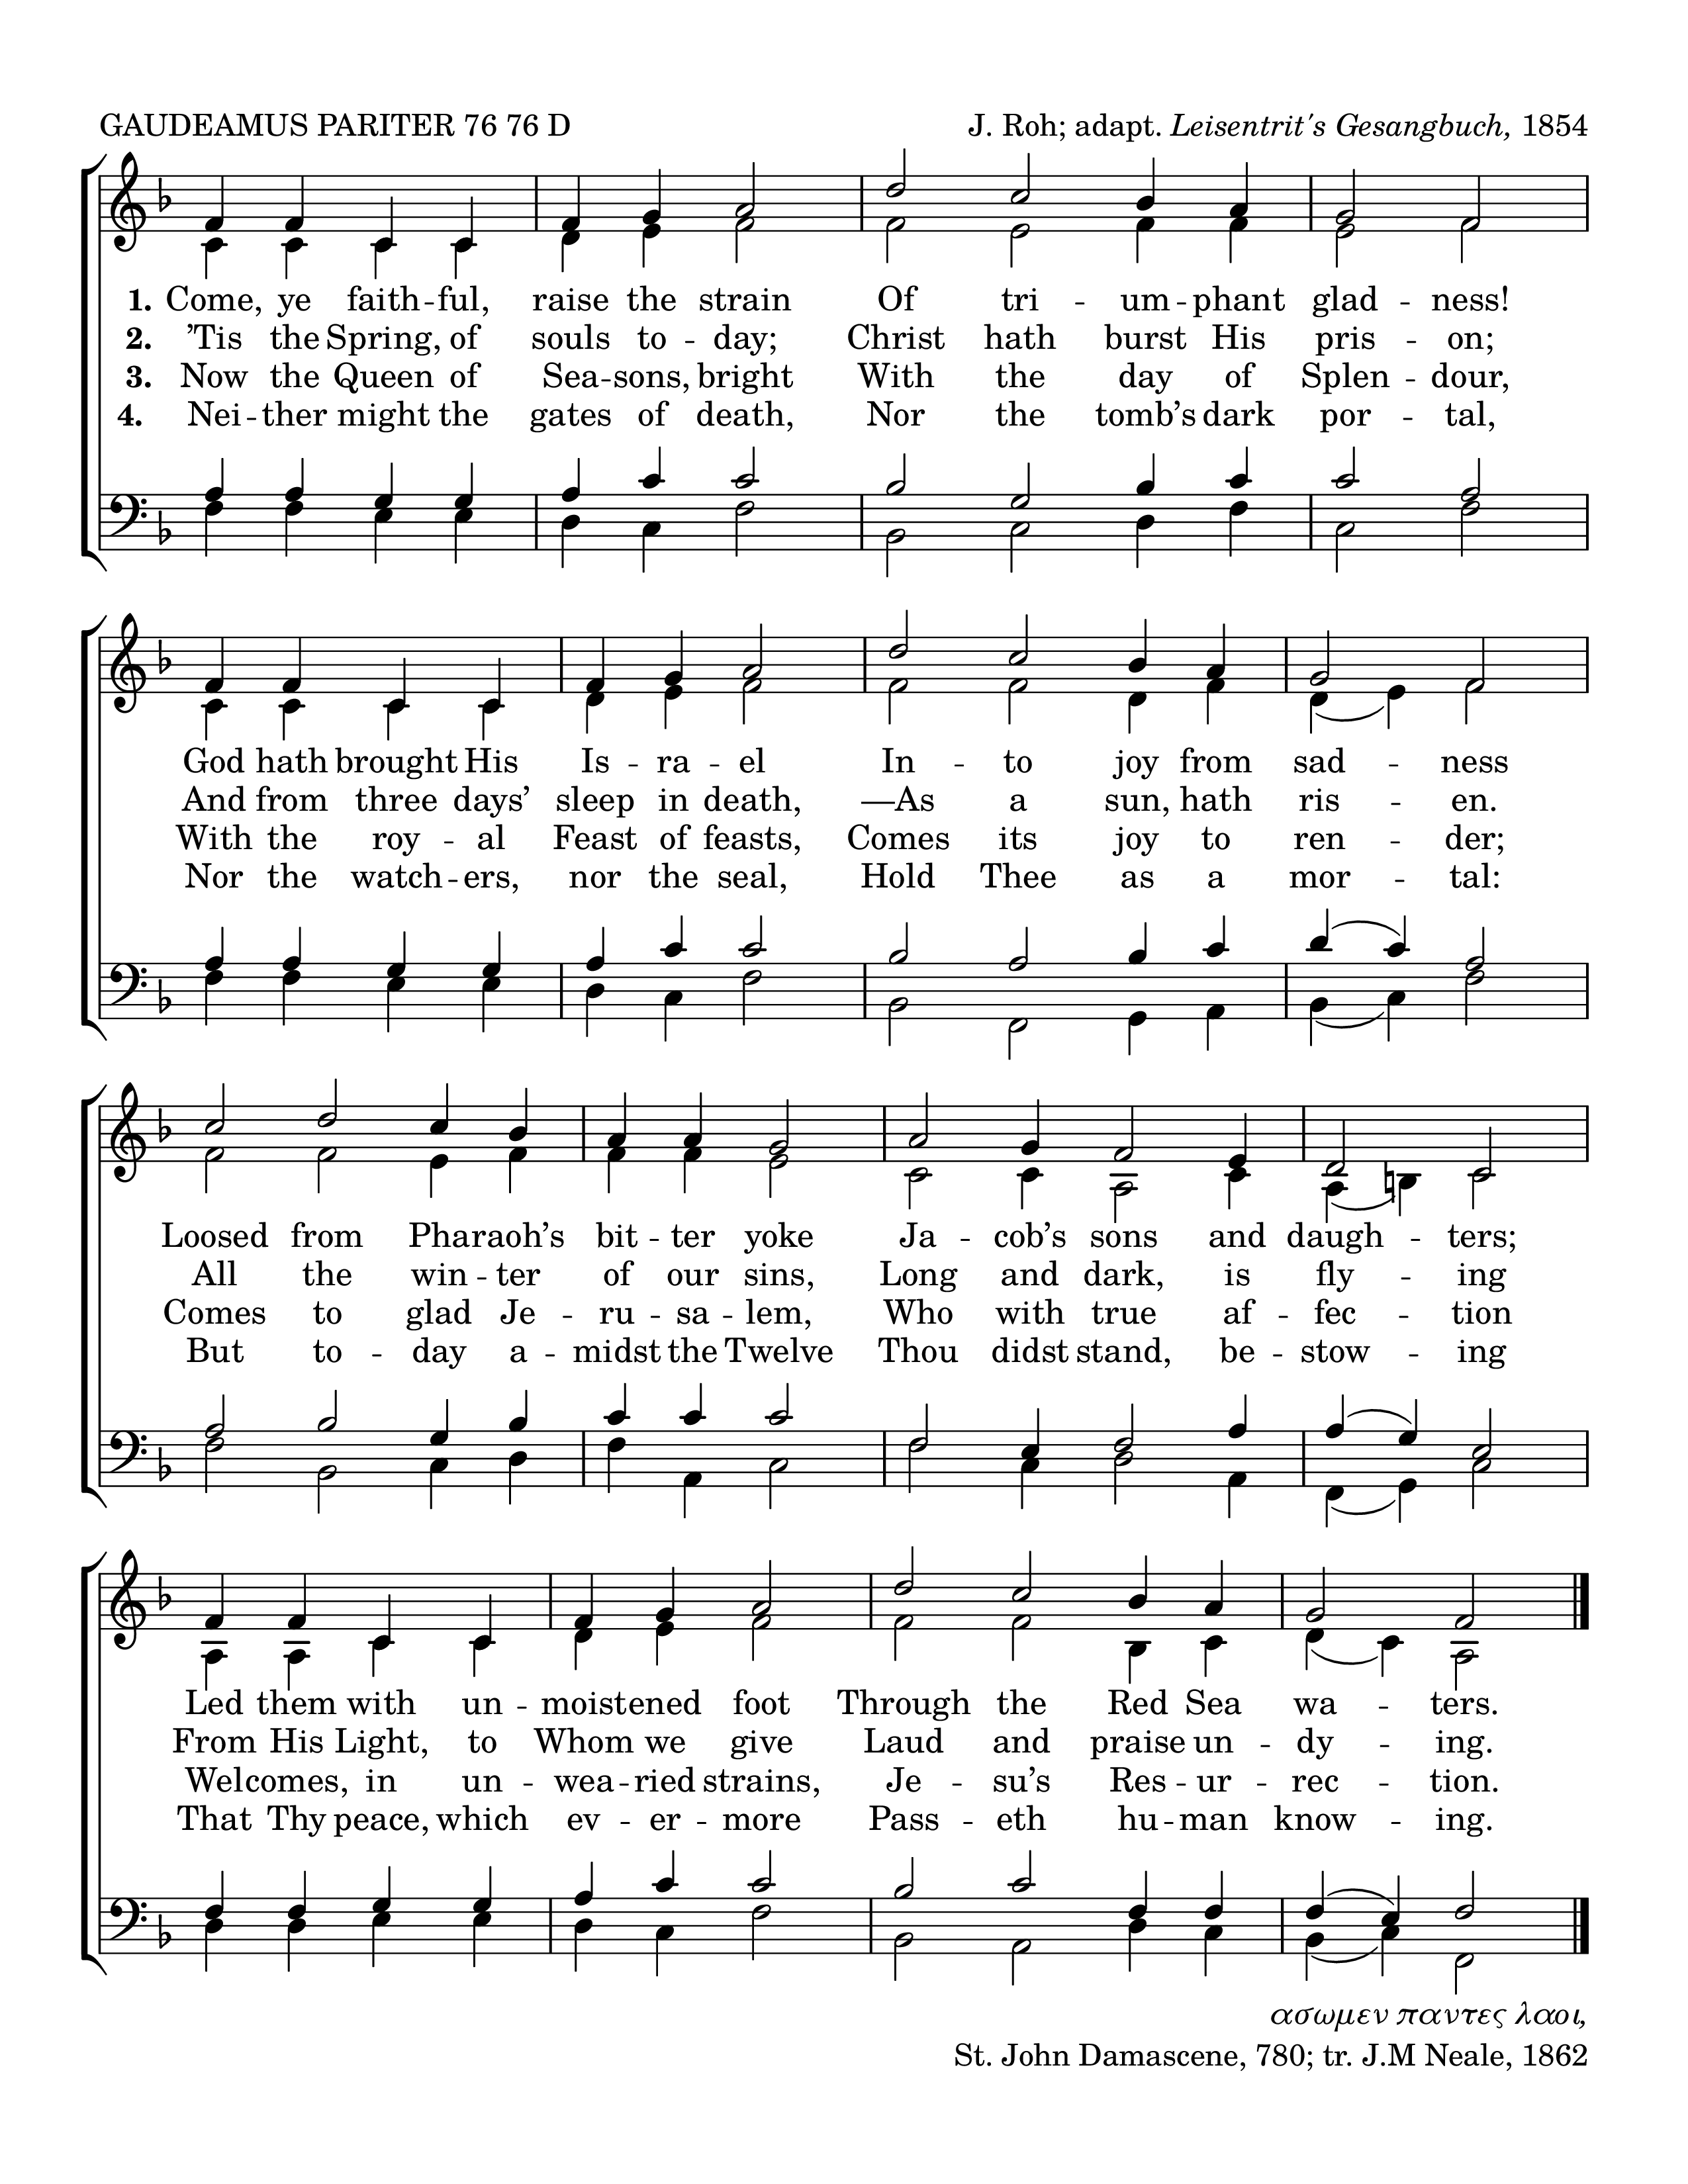 GAUDEAMUS PARITER 76 76 D
J. Roh; adapt. Leisentrit's Gesangbuch, 1854
1. Come, ye faith -- ful, raise the strain Of tri -- um -- phant glad -- ness!
2. ’Tis the Spring, of souls to -- day; Christ hath burst His pris -- on;
3. Now the Queen of Sea -- sons, bright With the day of Splen -- dour,
4. Nei -- ther might the gates of death, Nor the tomb’s dark por -- tal,
God hath brought His Is -- ra -- el In -- to joy from sad -- ness
And from three days’ sleep in death, —As a sun, hath ris -- en.
With the roy -- al Feast of feasts, Comes its joy to ren -- der;
Nor the watch -- ers, nor the seal, Hold Thee as a mor -- tal:
Loosed from Pharaoh’s bit -- ter yoke Ja -- cob’s sons and daugh -- ters;
All the win -- ter of our sins, Long and dark, is fly -- ing
Comes to glad Je -- ru -- sa -- lem, Who with true af -- fec -- tion
But to -- day a -- midst the Twelve Thou didst stand, be -- stow -- ing
Led them with un -- moistened foot Through the Red Sea wa -- ters.
From His Light, to Whom we give Laud and praise un -- dy -- ing.
Welcomes, in un -- wea -- ried strains, Je -- su’s Res -- ur -- rec -- tion.
That Thy peace, which ev -- er -- more Pass -- eth hu -- man know -- ing.
ασωμεν παντες λαοι,
St. John Damascene, 780; tr. J.M Neale, 1862